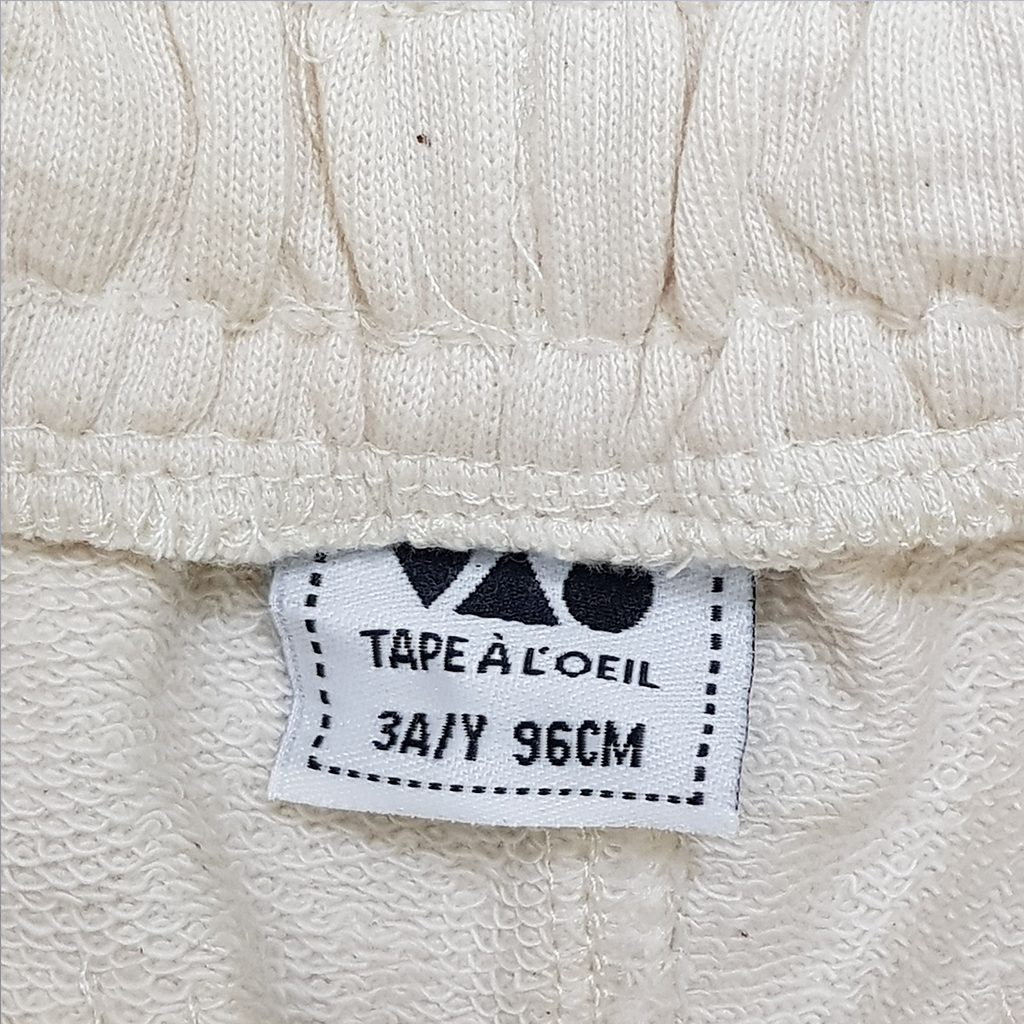 TAPE À L'OEIL
3A/Y 96CM